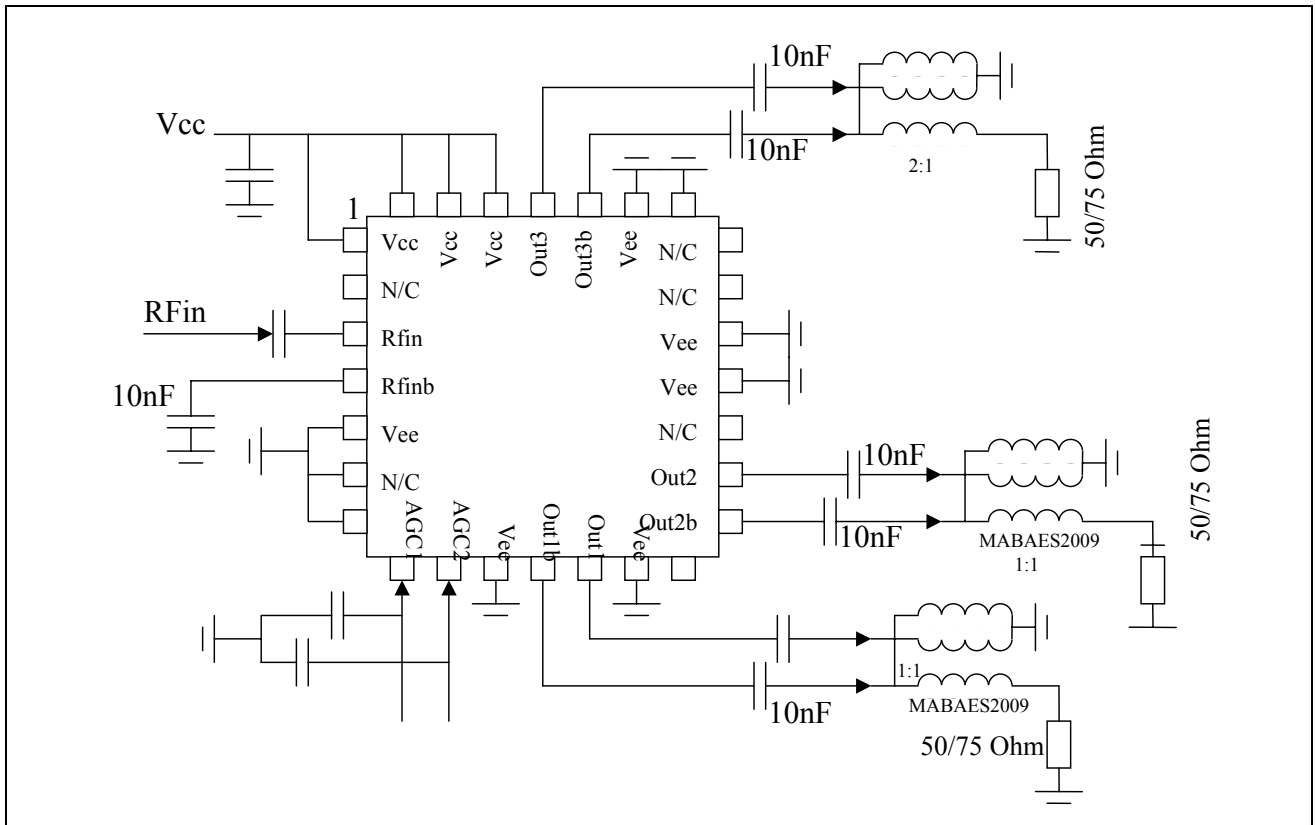 10nF
10nF
2:1
50/75 Ohm
Vcc
1
Vcc
Vcc
Vcc
Out3
Out3b
Vee
N/C
N/C
N/C
RFin
Rfin
Vee
Rfinb
Vee
10nF
Vee
N/C
N/C
Out2
10nF
50/75 Ohm
Out2b
10nF
MABAES2009
1:1
AGC1
AGC2
Vee
Out1b
Out1
Vee
1:1
10nF
MABAES2009
50/75 Ohm